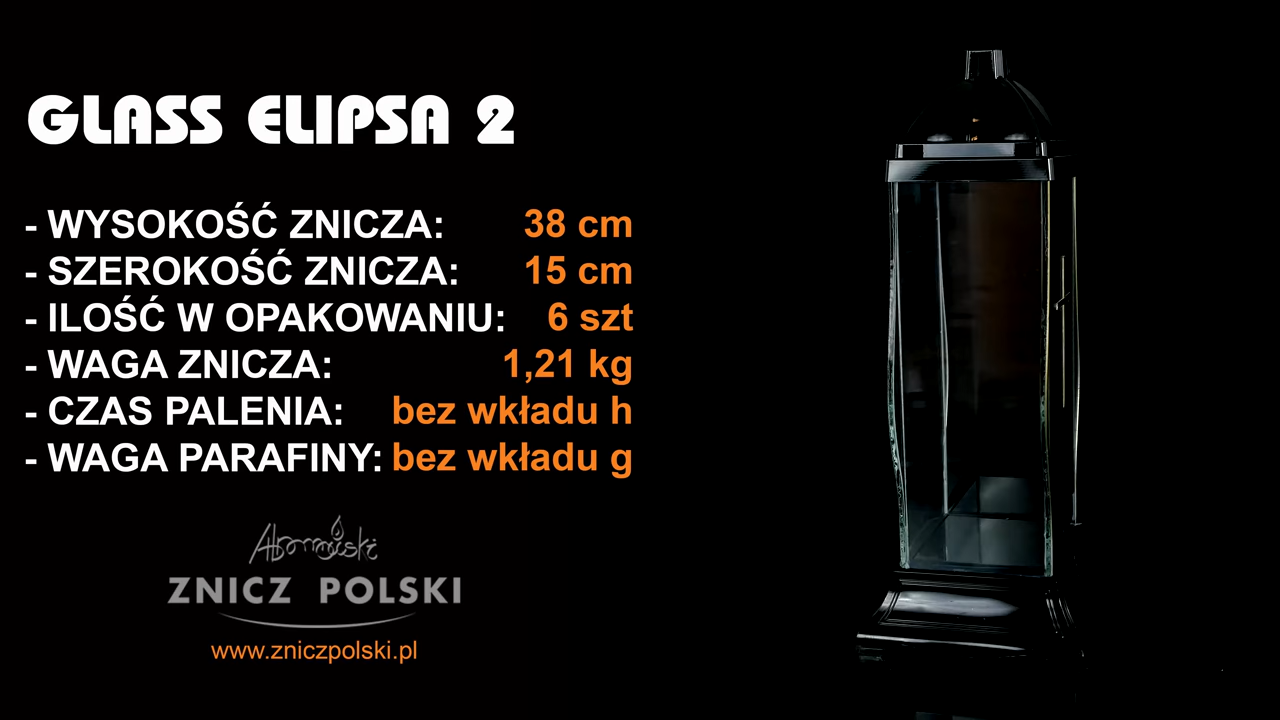 GLASS ELIPSA 2
- WYSOKOŚĆ ZNICZA: 38 cm
- SZEROKOŚĆ ZNICZA: 15 cm
- ILOŚĆ W OPAKOWANIU: 6 szt
- WAGA ZNICZA: 1,21 kg
- CZAS PALENIA: bez wkładu h
- WAGA PARAFINY: bez wkładu g
ZNICZ POLSKI
www.zniczpolski.pl